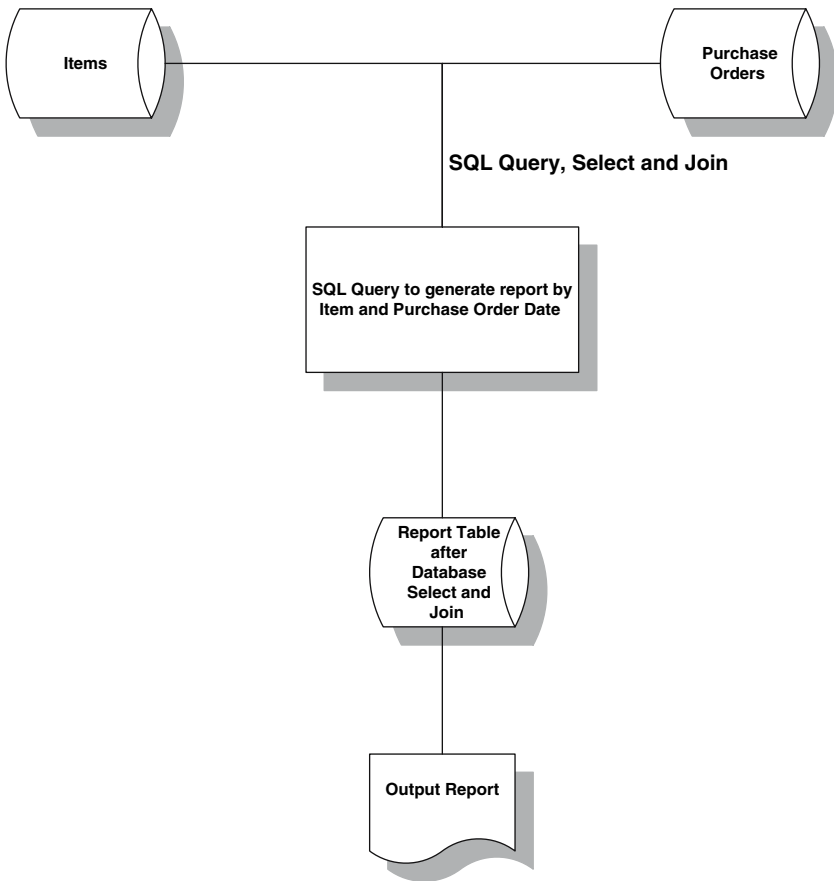 Items
Purchase
Orders
SQL Query, Select and Join
SQL Query to generate report by
Item and Purchase Order Date
Report Table
after
Database
Select and
Join
Output Report